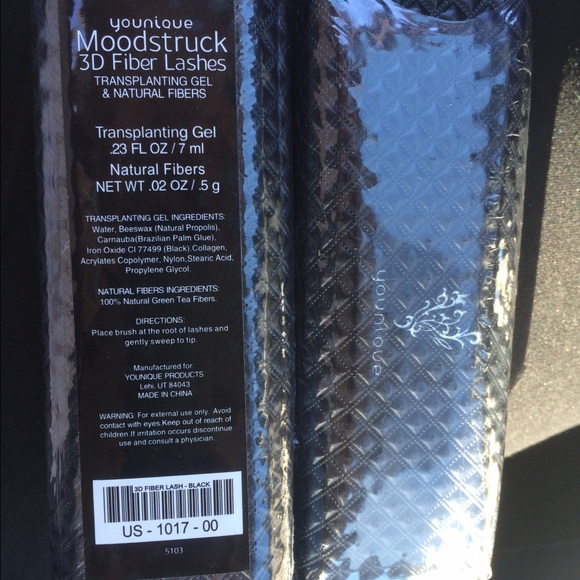 younique
Moodstruck
3D Fiber Lashes
TRANSPLANTING GEL
& NATURAL FIBERS
Transplanting Gel
.23 FL OZ / 7 ml
Natural Fibers
NET WT .02 OZ / .5 g
TRANSPLANTING GEL INGREDIENTS:
Water, Beeswax (Natural Propolis),
Carnauba(Brazilian Palm Glue),
Iron Oxide CI 77499 (Black).Collagen,
Acrylates Copolymer, Nylon,Stearic Acid,
Propylene Glycol.
NATURAL FIBERS INGREDIENTS:
100% Natural Green Tea Fibers.
DIRECTIONS:
Place brush at the root of lashes and
gently sweep to tip.
Manufactured for:
YOUNIQUE PRODUCTS
Lehi, UT 84043
MADE IN CHINA
WARNING: For external use only. Avoid
contact with eyes.Keep out of reach of
children.If irritation occurs discontinue
use and consult a physician.
3D FIBER LASH - BLACK
US - 1017 - 00
5103
younique